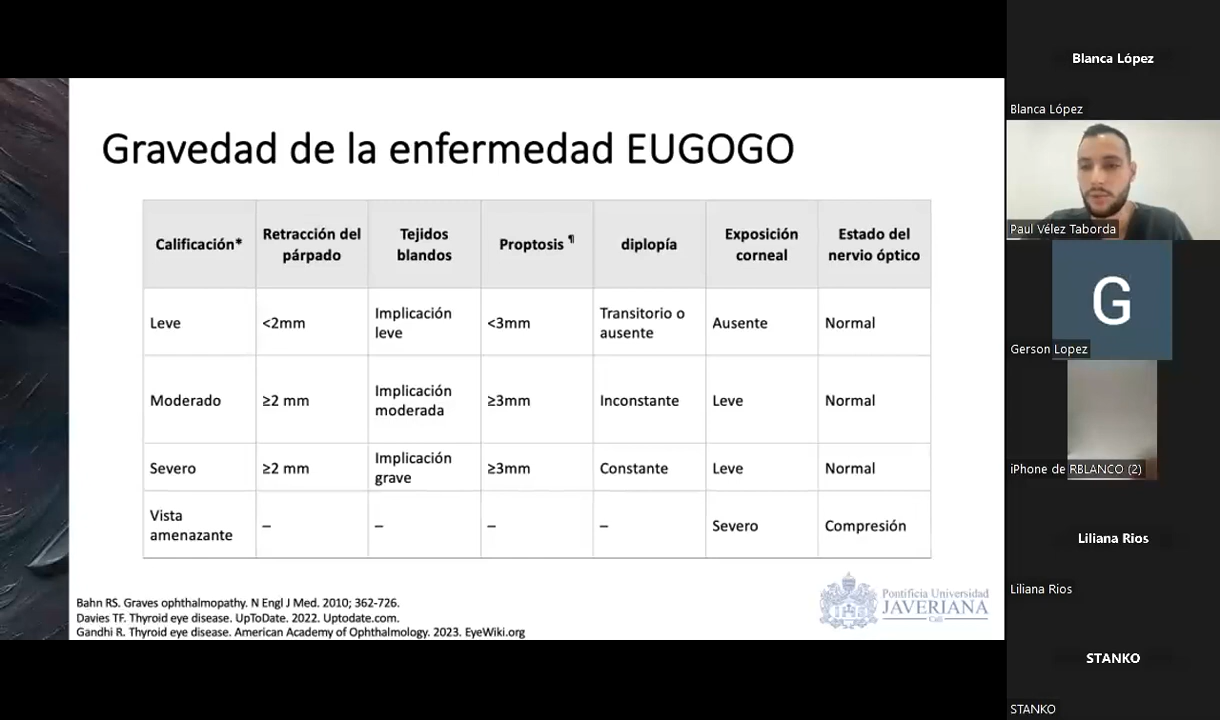 Gravedad de la enfermedad EUGOGO
Calificación* Retracción del párpado Tejidos blandos Proptosis ¶ diplopía Exposición corneal Estado del nervio óptico
Leve <2mm Implicación leve <3mm Transitorio o ausente Ausente Normal
Moderado ≥2 mm Implicación moderada ≥3mm Inconstante Leve Normal
Severo ≥2 mm Implicación grave ≥3mm Constante Leve Normal
Vista amenazante – – – – Severo Compresión
Bahn RS. Graves ophthalmopathy. N Engl J Med. 2010; 362-726.
Davies TF. Thyroid eye disease. UpToDate. 2022. Uptodate.com.
Gandhi R. Thyroid eye disease. American Academy of Ophthalmology. 2023. EyeWiki.org
Pontificia Universidad
JAVERIANA
Cali
Blanca López
Blanca López
Paul Vélez Taborda
G
Gerson Lopez
iPhone de RBLANCO (2)
Liliana Rios
Liliana Rios
STANKO
STANKO